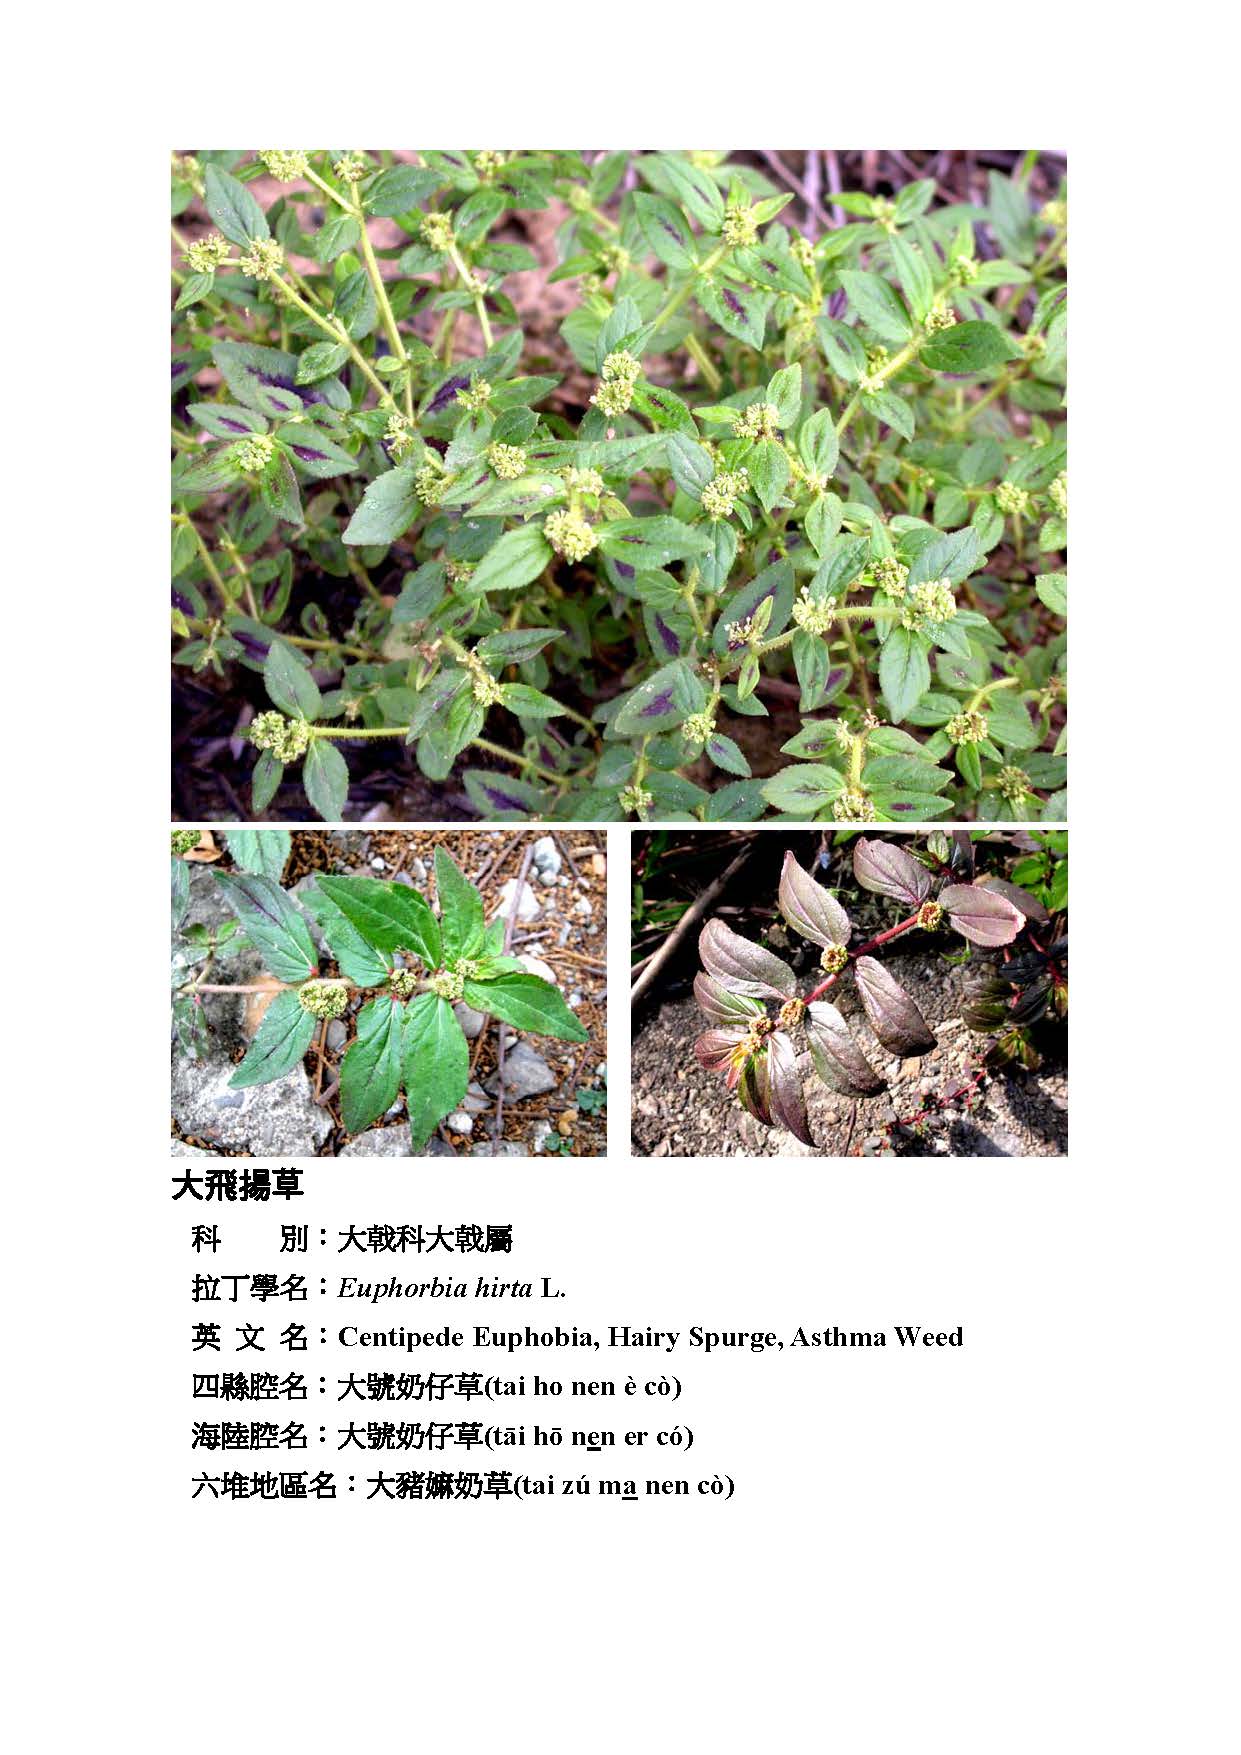 大飛揚草
科　　別：大戟科大戟屬
拉丁學名：Euphorbia hirta L.
英 文 名：Centipede Euphobia, Hairy Spurge, Asthma Weed
四縣腔名：大號奶仔草(tai ho nen è cò)
海陸腔名：大號奶仔草(tāi hō nen er có)
六堆地區名：大豬嫲奶草(tai zú ma nen cò)